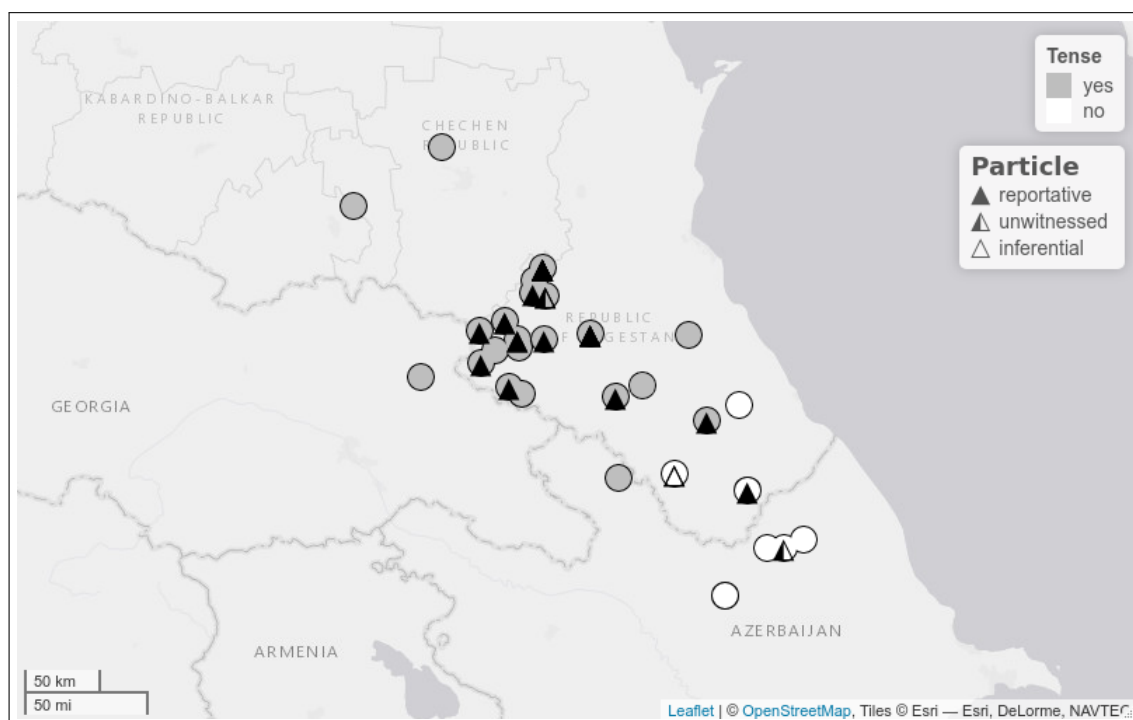 Tense
yes
no
KABARDINO-BALKAR
REPUBLIC
CHECHEN
REPUBLIC
Particle
reportative
unwitnessed
inferential
REPUBLIC
OF DAGESTAN
GEORGIA
AZERBAIJAN
ARMENIA
50 km
50 mi
Leaflet | © OpenStreetMap, Tiles © Esri — Esri, DeLorme, NAVTEQ